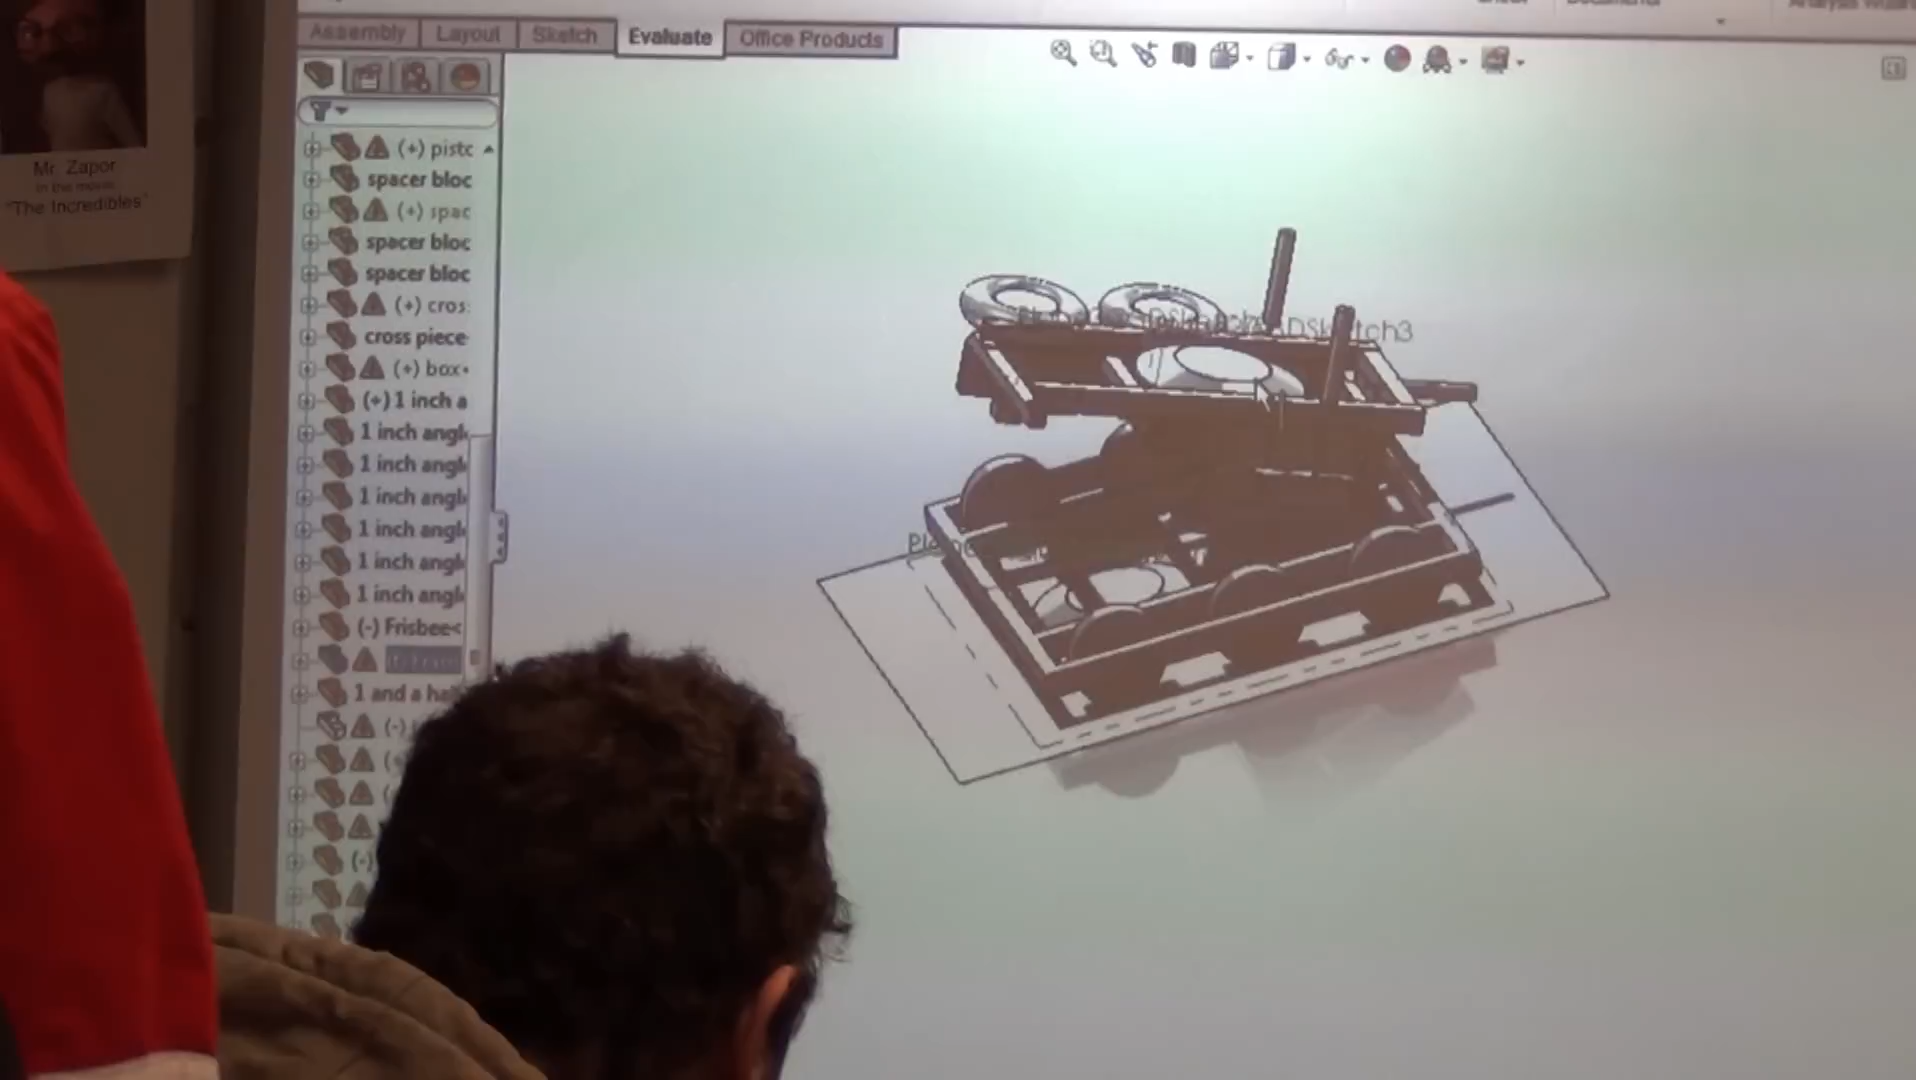 Assembly Layout Sketch Evaluate Office Products
Mr. Zapor
In the movie
"The Incredibles"
(+) pistc
spacer bloc
(+) spac
spacer bloc
spacer bloc
(+) cros
cross piece
(+) box
(+) 1 inch a
1 inch angl
1 inch angl
1 inch angl
1 inch angl
1 inch angl
1 inch angl
(-) Frisbee<
1 and a ha
(-)
(-)